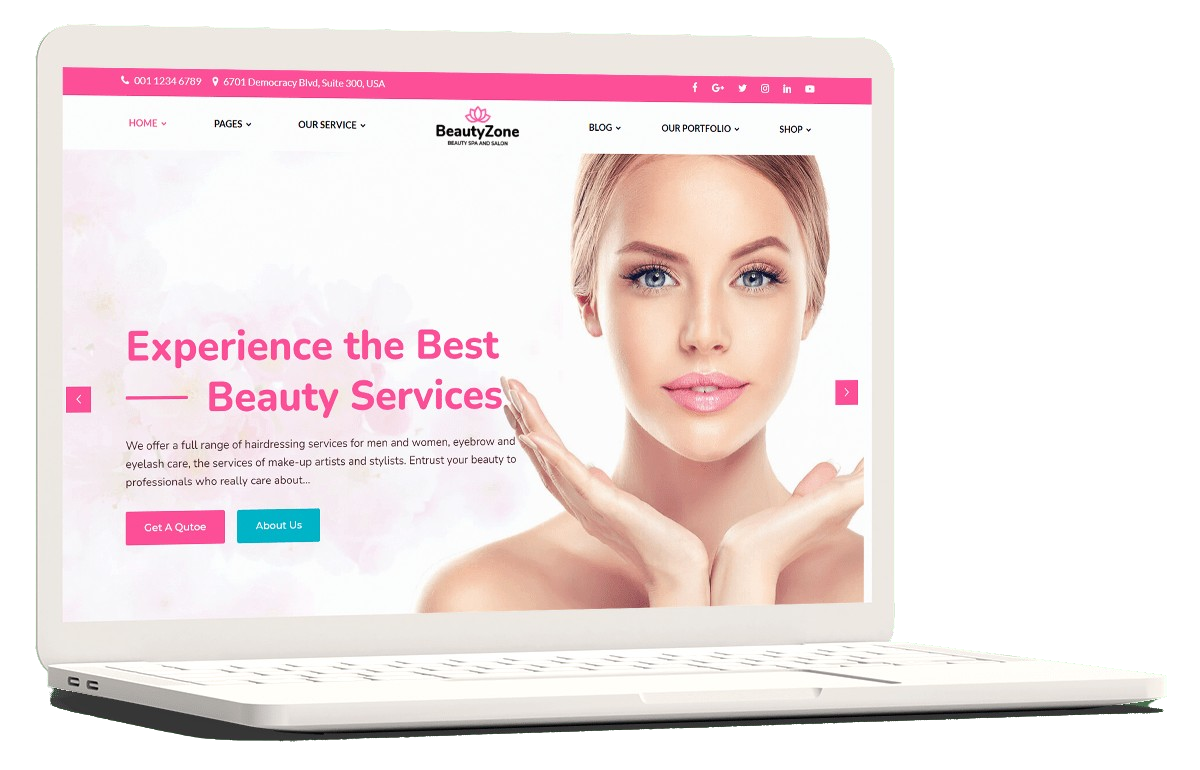 001 1234 6789 6701 Democracy Blvd, Suite 300, USA
HOME PAGES OUR SERVICE BeautyZone BLOG OUR PORTFOLIO SHOP
BEAUTY SPA AND SALON
Experience the Best
Beauty Services
We offer a full range of hairdressing services for men and women, eyebrow and
eyelash care, the services of make-up artists and stylists. Entrust your beauty to
professionals who really care about...
Get A Qutoe About Us